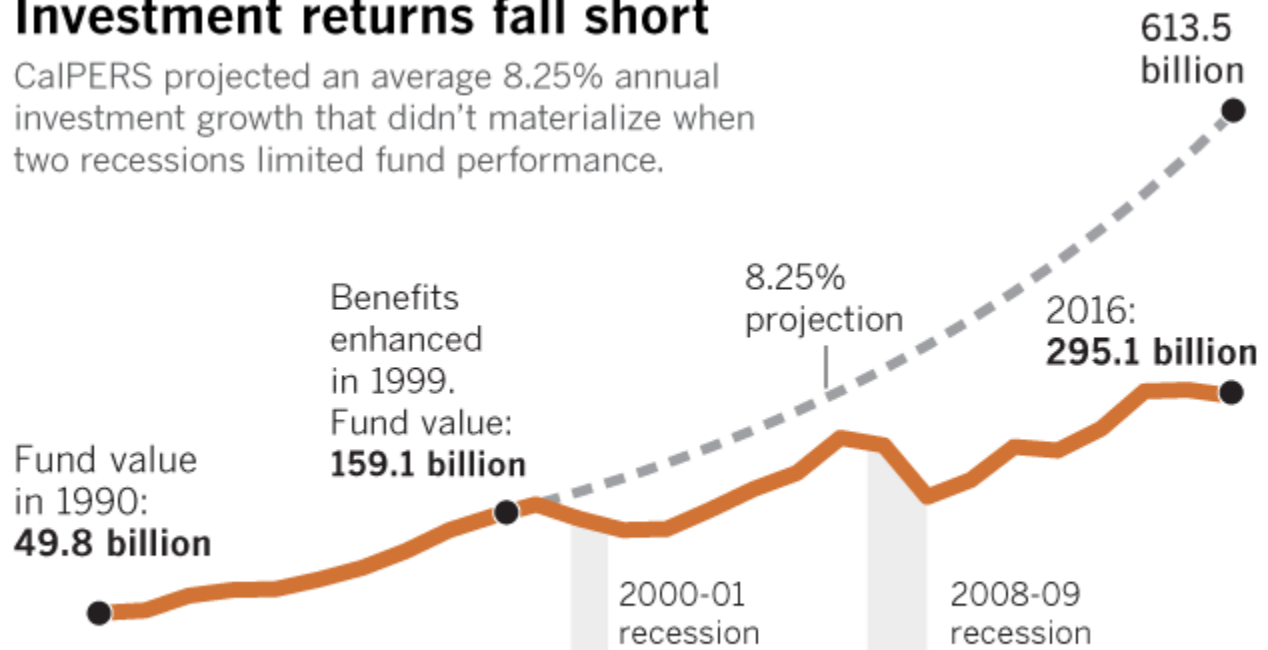 Investment returns fall short
CalPERS projected an average 8.25% annual
investment growth that didn't materialize when
two recessions limited fund performance.
613.5
billion
8.25%
projection
Benefits
enhanced
in 1999.
Fund value:
159.1 billion
2016:
295.1 billion
Fund value
in 1990:
49.8 billion
2000-01
recession
2008-09
recession